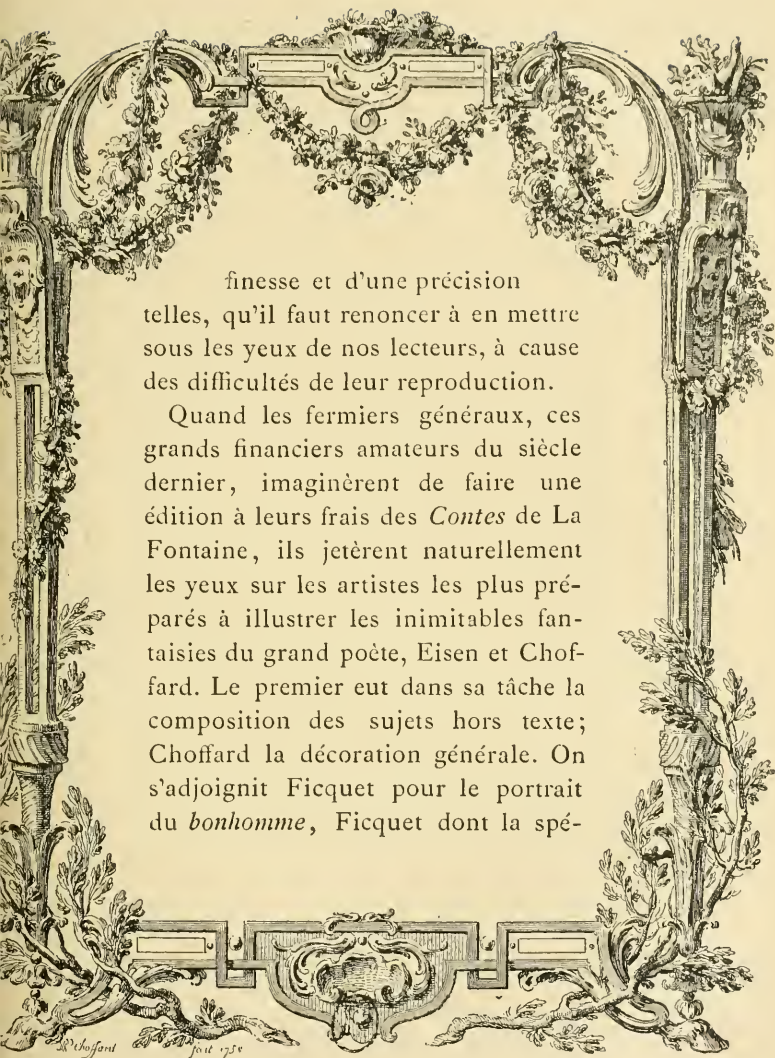 finesse et d'une précision
telles, qu'il faut renoncer à en mettre
sous les yeux de nos lecteurs, à cause
des difficultés de leur reproduction.
Quand les fermiers généraux, ces
grands financiers amateurs du siècle
dernier, imaginèrent de faire une
édition à leurs frais des Contes de La
Fontaine, ils jetèrent naturellement
les yeux sur les artistes les plus pré-
parés à illustrer les inimitables fan-
taisies du grand poète, Eisen et Chof-
fard. Le premier eut dans sa tâche la
composition des sujets hors texte;
Choffard la décoration générale. On
s'adjoignit Ficquet pour le portrait
du bonhomme, Ficquet dont la spé-
Choffard fait 1758